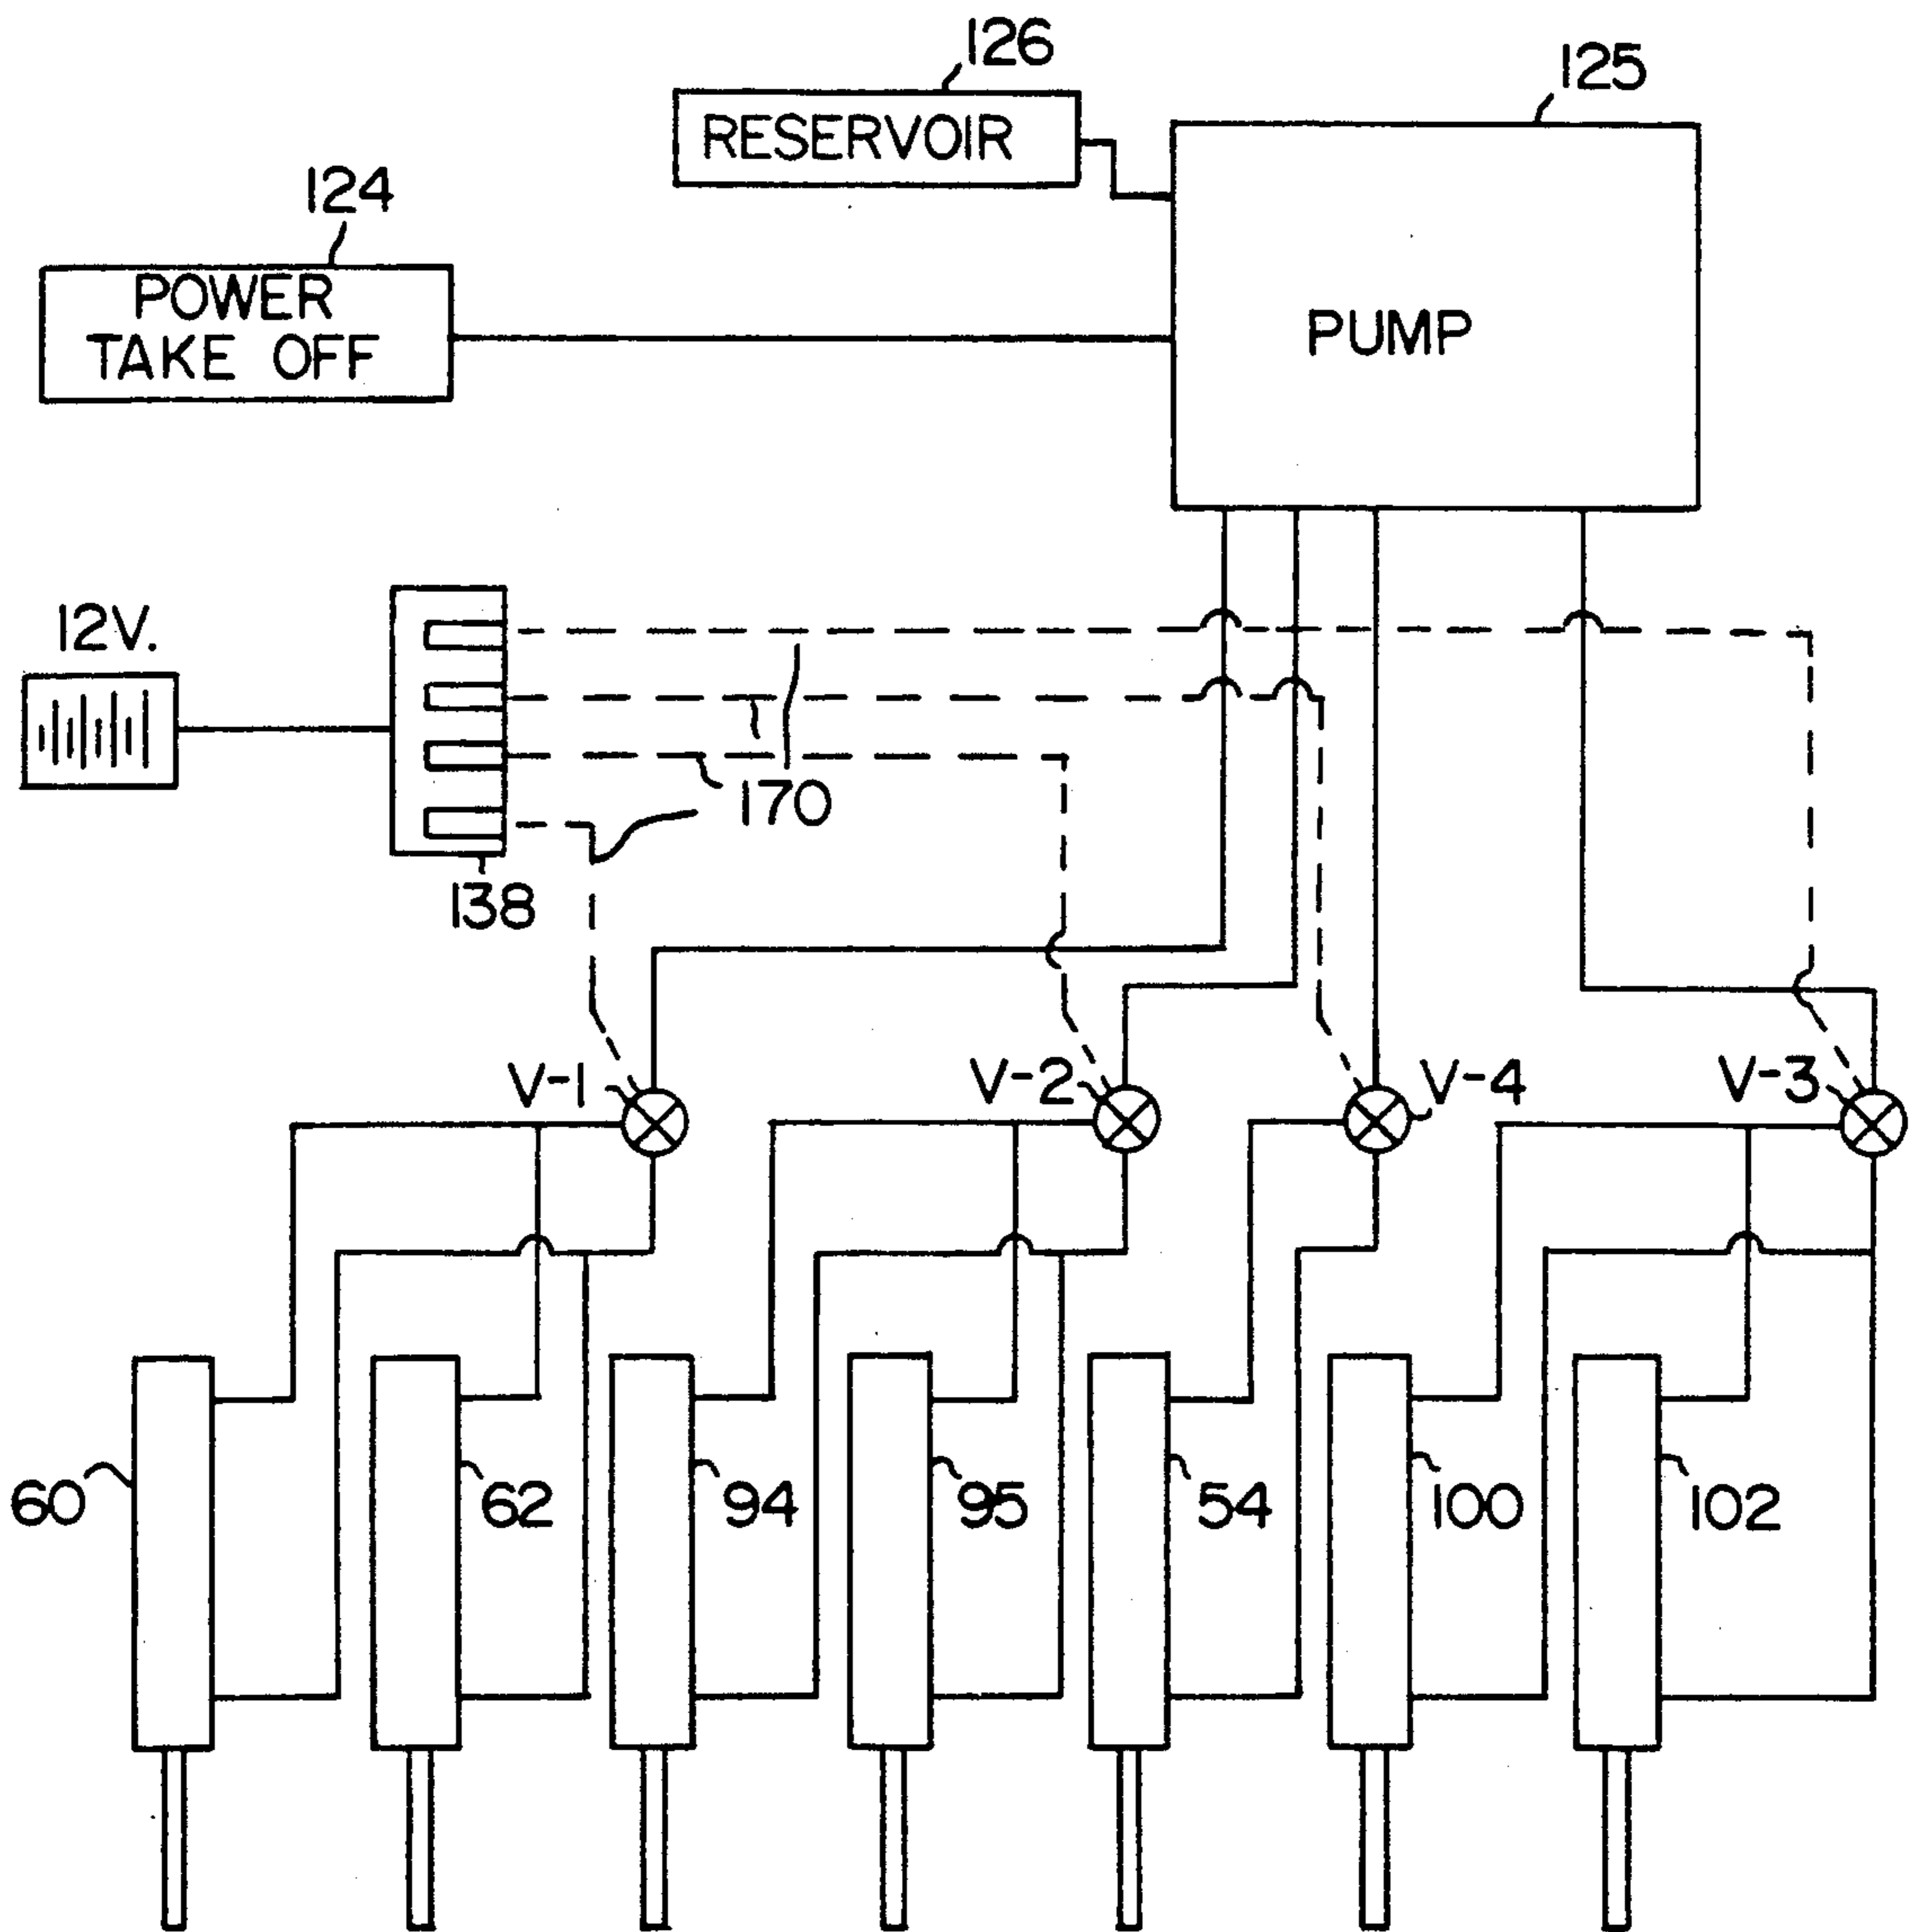 126
125
RESERVOIR
124
POWER
TAKE OFF
PUMP
12V.
170
138
V-1
V-2
V-4
V-3
60
62
94
95
54
100
102